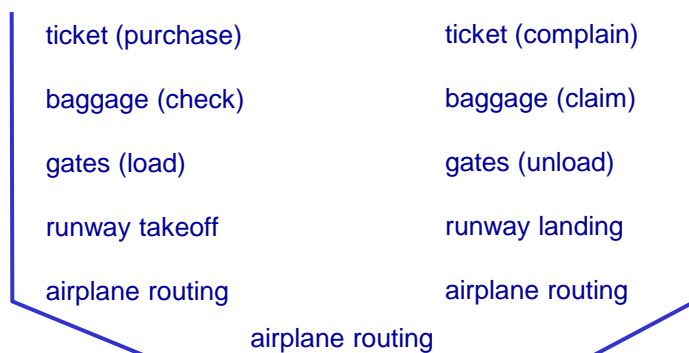 ticket (purchase) ticket (complain)
baggage (check) baggage (claim)
gates (load) gates (unload)
runway takeoff runway landing
airplane routing airplane routing
airplane routing